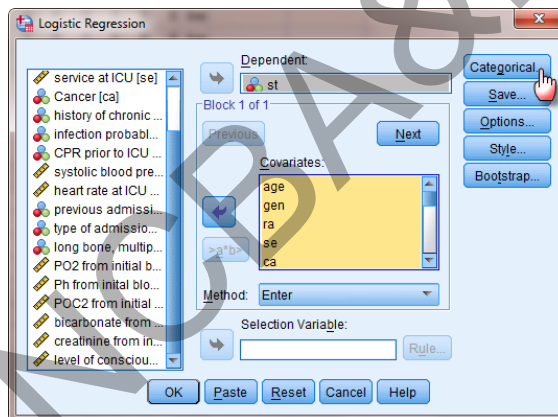 Logistic Regression
service at ICU [se]
Cancer [ca]
history of chronic ...
infection probabl...
CPR prior to ICU ...
systolic blood pre...
heart rate at ICU ...
previous admissi...
type of admissio...
long bone, multip...
PO2 from inital b...
Ph from inital blo...
POC2 from initial ...
bicarbonate from ...
creatinine from in...
level of consciou...
Dependent:
st
Block 1 of 1
Previous
Next
Covariates:
age
gen
ra
se
ca
>a*b>
Method:
Enter
Selection Variable:
Rule...
Categorical...
Save...
Options...
Style...
Bootstrap...
OK
Paste
Reset
Cancel
Help
NCBA&E